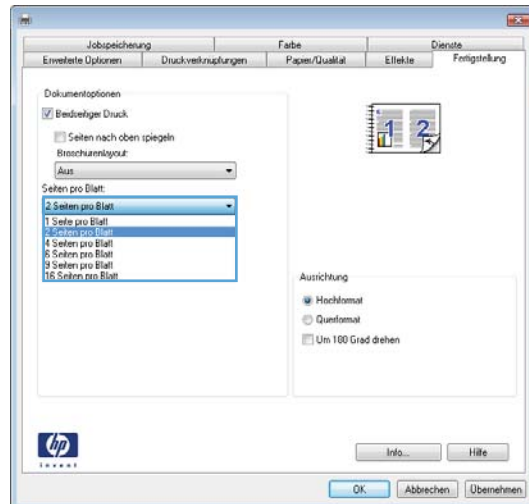 Jobspeicherung Farbe Dienste
Erweiterte Optionen Druckverknüpfungen Papier/Qualität Effekte Fertigstellung
Dokumentoptionen
Beidseitiger Druck
Seiten nach oben spiegeln
Broschürenlayout:
Aus
Seiten pro Blatt:
2 Seiten pro Blatt
1 Seite pro Blatt
2 Seiten pro Blatt
4 Seiten pro Blatt
6 Seiten pro Blatt
9 Seiten pro Blatt
16 Seiten pro Blatt
1 2
Ausrichtung
Hochformat
Querformat
Um 180 Grad drehen
hp
invent
Info... Hilfe
OK Abbrechen Übernehmen